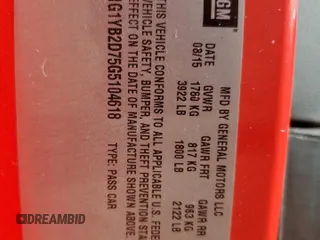 GM
MFD BY GENERAL MOTORS LLC
DATE GVWR GAWR FRT GAWR RR
08/15 1780 KG 817 KG 963 KG
3922 LB 1800 LB 2122 LB
THIS VEHICLE CONFORMS TO ALL APPLICABLE U.S. FEDE
VEHICLE SAFETY, BUMPER, AND THEFT PREVENTION STA
EFFECT ON THE DATE OF MANUFACTURE SHOWN ABOVE.
1G1YB2D75G5104618 TYPE: PASS CAR
DREAMBID